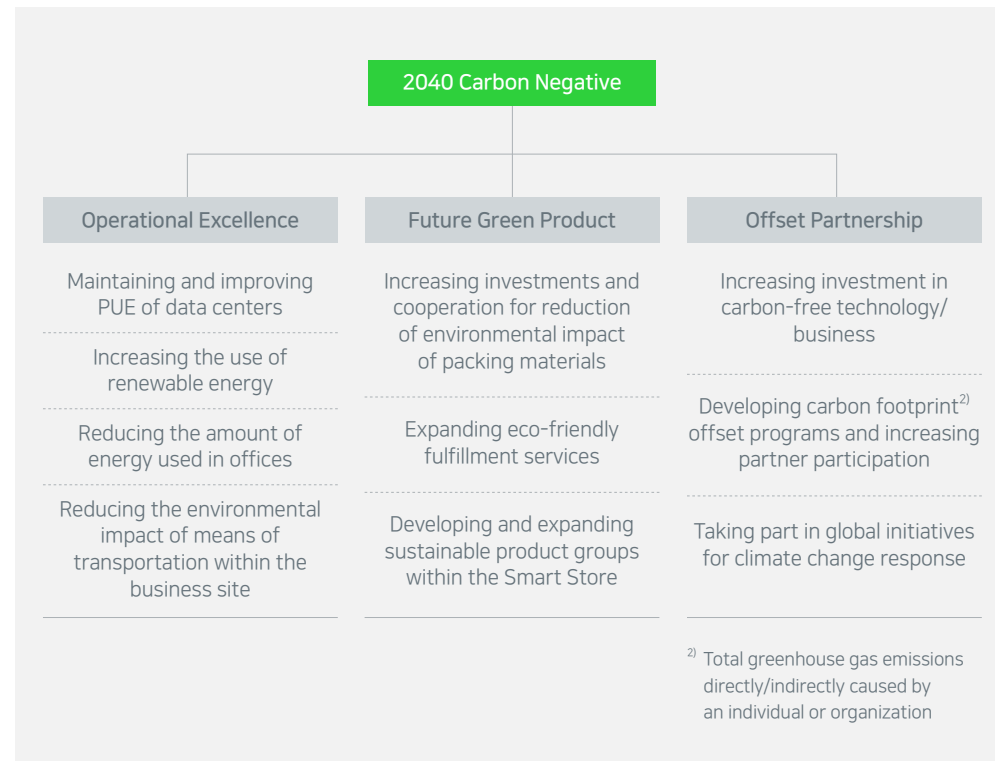 2040 Carbon Negative
Operational Excellence
Maintaining and improving
PUE of data centers
Increasing the use of
renewable energy
Reducing the amount of
energy used in offices
Reducing the environmental
impact of means of
transportation within the
business site
Future Green Product
Increasing investments and
cooperation for reduction
of environmental impact
of packing materials
Expanding eco-friendly
fulfillment services
Developing and expanding
sustainable product groups
within the Smart Store
Offset Partnership
Increasing investment in
carbon-free technology/
business
Developing carbon footprint2)
offset programs and increasing
partner participation
Taking part in global initiatives
for climate change response
2) Total greenhouse gas emissions
directly/indirectly caused by
an individual or organization